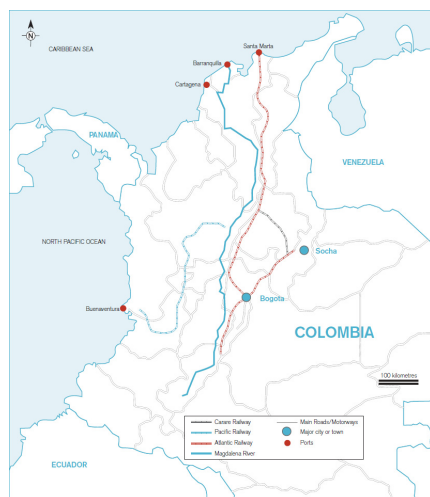 N
CARIBBEAN SEA
Santa Marta
Barranquilla
Cartagena
PANAMA
VENEZUELA
NORTH PACIFIC OCEAN
Socha
Bogota
Buenaventura
COLOMBIA
100 kilometres
Carare Railway
Pacific Railway
Atlantic Railway
Magdalena River
Main Roads/Motorways
Major city or town
Ports
ECUADOR